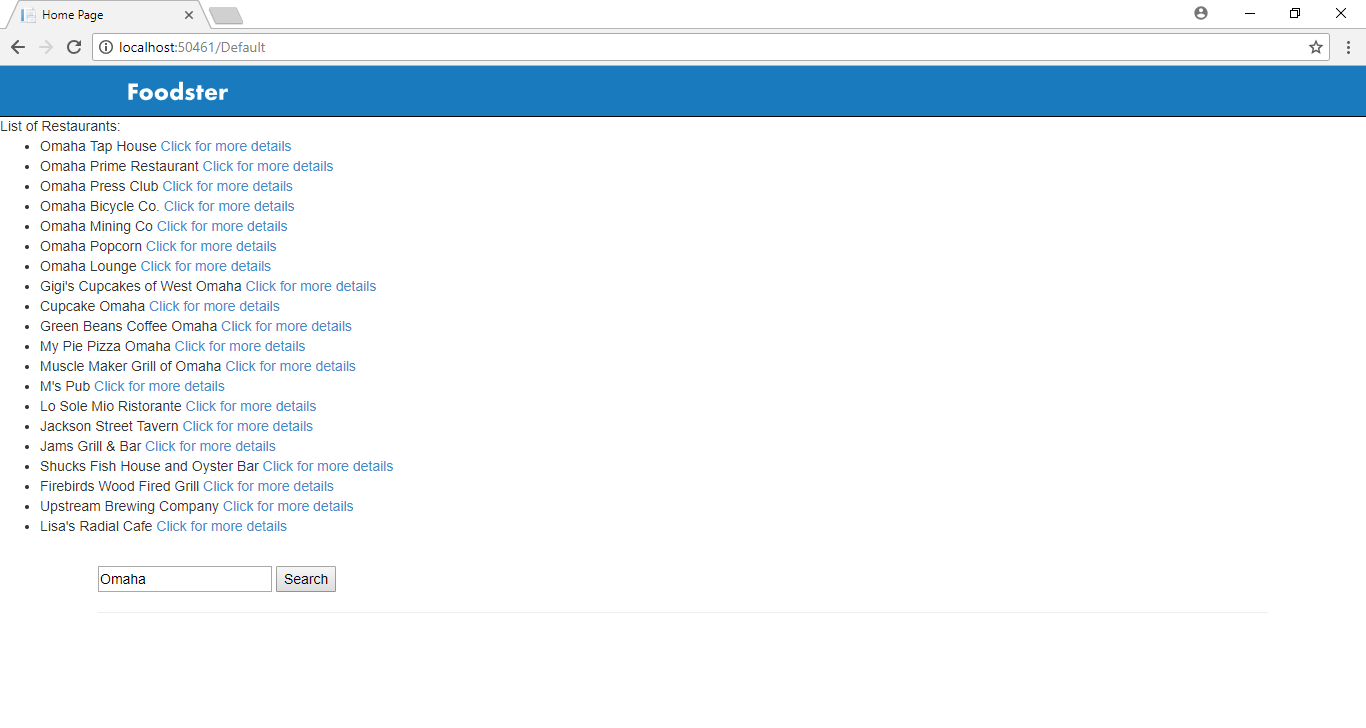 Home Page
localhost:50461/Default
Foodster
List of Restaurants:
Omaha Tap House Click for more details
Omaha Prime Restaurant Click for more details
Omaha Press Club Click for more details
Omaha Bicycle Co. Click for more details
Omaha Mining Co Click for more details
Omaha Popcorn Click for more details
Omaha Lounge Click for more details
Gigi's Cupcakes of West Omaha Click for more details
Cupcake Omaha Click for more details
Green Beans Coffee Omaha Click for more details
My Pie Pizza Omaha Click for more details
Muscle Maker Grill of Omaha Click for more details
M's Pub Click for more details
Lo Sole Mio Ristorante Click for more details
Jackson Street Tavern Click for more details
Jams Grill & Bar Click for more details
Shucks Fish House and Oyster Bar Click for more details
Firebirds Wood Fired Grill Click for more details
Upstream Brewing Company Click for more details
Lisa's Radial Cafe Click for more details
Omaha Search